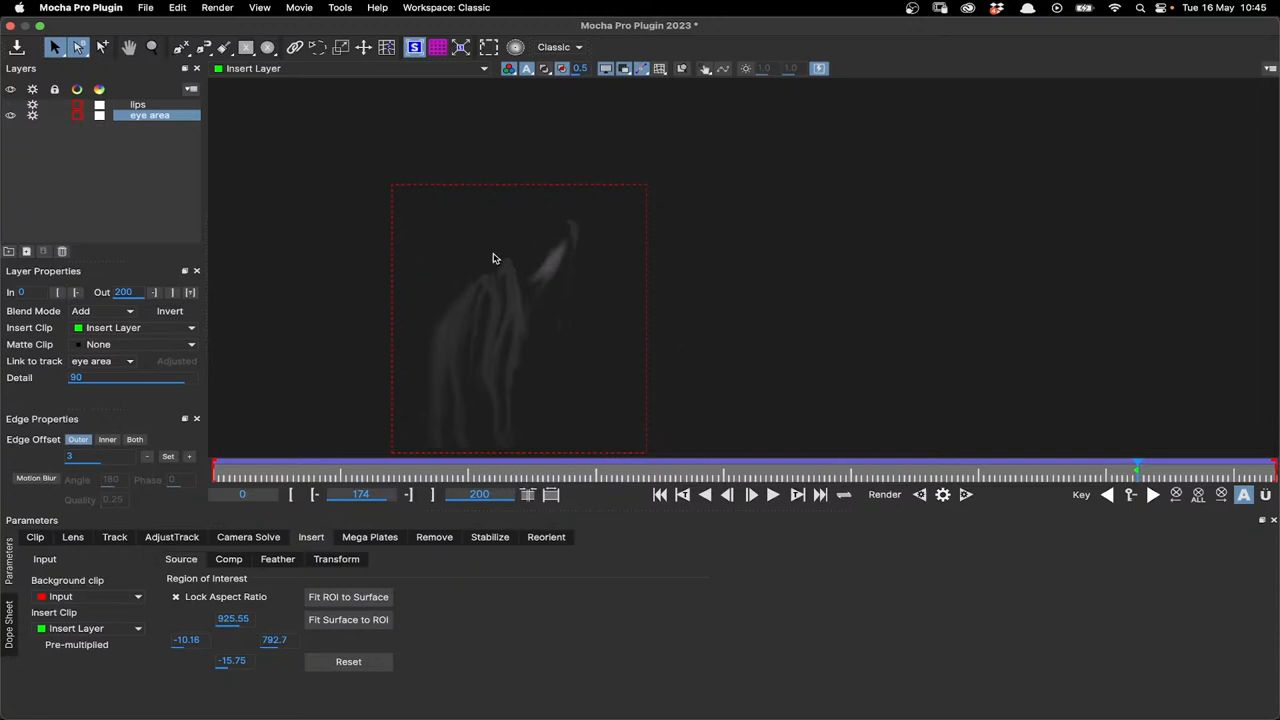 Mocha Pro Plugin File Edit Render View Movie Tools Help Workspace: Classic Tue 16 May 10:45
Mocha Pro Plugin 2023 *
Classic
Layers
Insert Layer
0.5
1.0 1.0
lips
eye area
Layer Properties
In 0 Out 200
Blend Mode Add Invert
Insert Clip Insert Layer
Matte Clip None
Link to track eye area Adjusted
Detail 90
Edge Properties
Edge Offset Outer Inner Both
3 - Set +
Motion Blur Angle 180 Phase 0
Quality 0.25
0 174 200 Render Key
Parameters
Clip Lens Track AdjustTrack Camera Solve Insert Mega Plates Remove Stabilize Reorient
Parameters
Dope Sheet
Input Source Comp Feather Transform
Background clip Region of Interest
Input Lock Aspect Ratio Fit ROI to Surface
Insert Clip 925.55 Fit Surface to ROI
Insert Layer -10.16 792.7
Pre-multiplied
-15.75 Reset